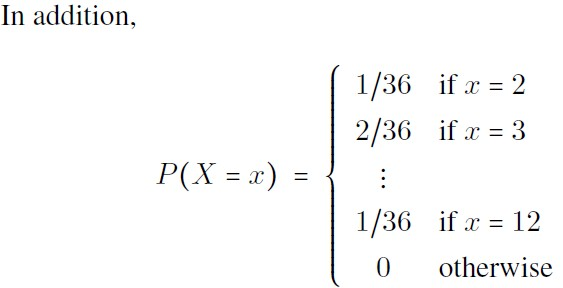 In addition,
1/36 if x = 2
2/36 if x = 3
P(X = x) = {
⋮
1/36 if x = 12
0 otherwise